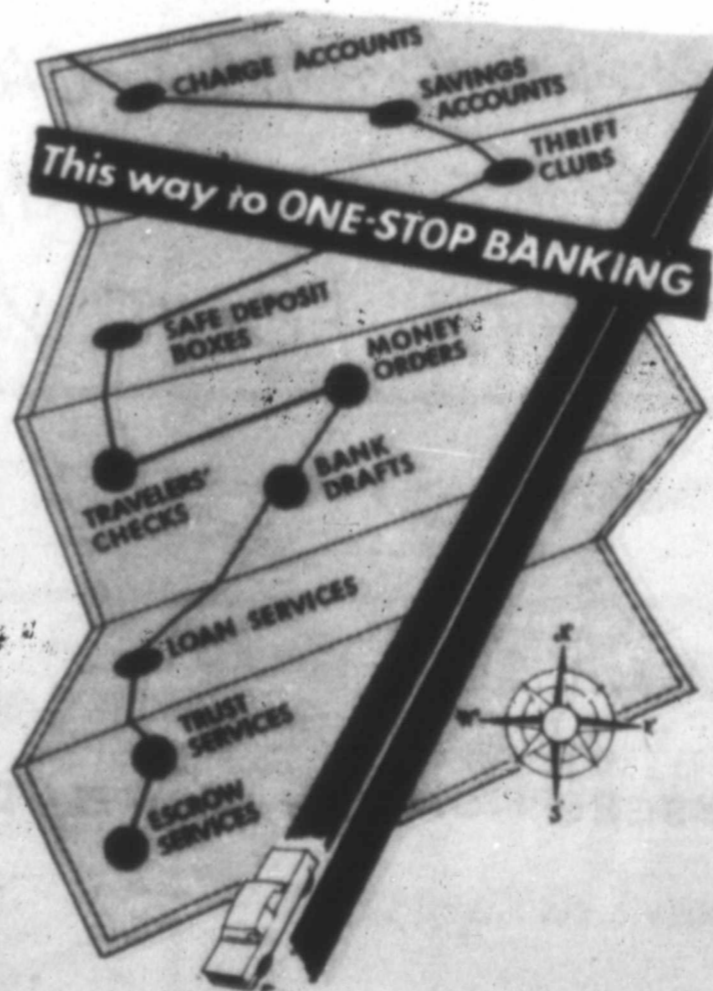 CHARGE ACCOUNTS
SAVINGS
ACCOUNTS
THRIFT
CLUBS
This way to ONE-STOP BANKING
SAFE DEPOSIT
BOXES
MONEY
ORDERS
TRAVELERS'
CHECKS
BANK
DRAFTS
LOAN SERVICES
TRUST
SERVICES
ESCROW
SERVICES
N
W
E
S